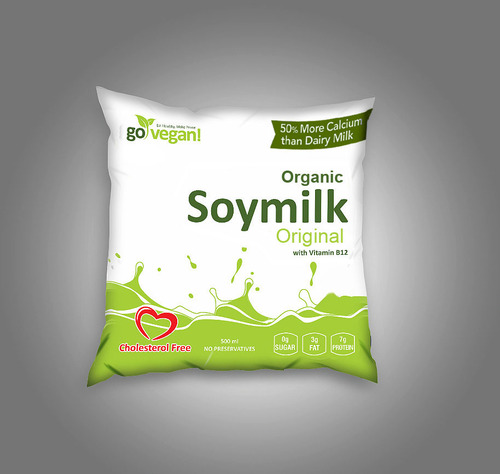 go vegan!
50% More Calcium
than Dairy Milk
Organic
Soymilk
Original
with Vitamin B12
Cholesterol Free
500 ml
NO PRESERVATIVES
0g
SUGAR
3g
FAT
7g
PROTEIN